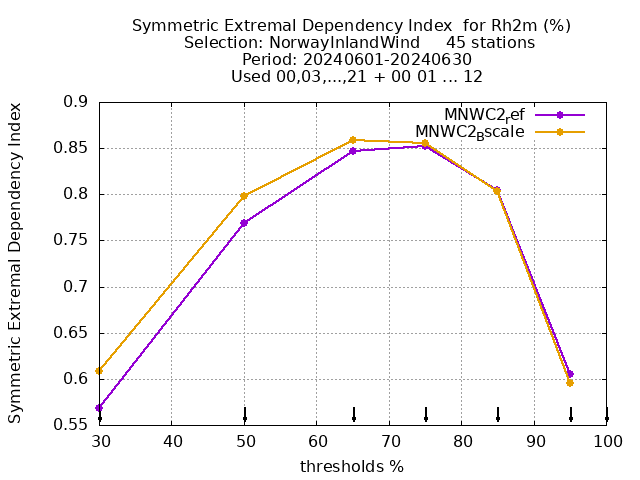 Symmetric Extremal Dependency Index  for Rh2m (%)
Selection: NorwayInlandWind     45 stations
Period: 20240601-20240630
Used 00,03,...,21 + 00 01 ... 12
Symmetric Extremal Dependency Index
0.9
0.85
0.8
0.75
0.7
0.65
0.6
0.55
MNWC2_ref
MNWC2_Bscale
30 40 50 60 70 80 90 100
thresholds %